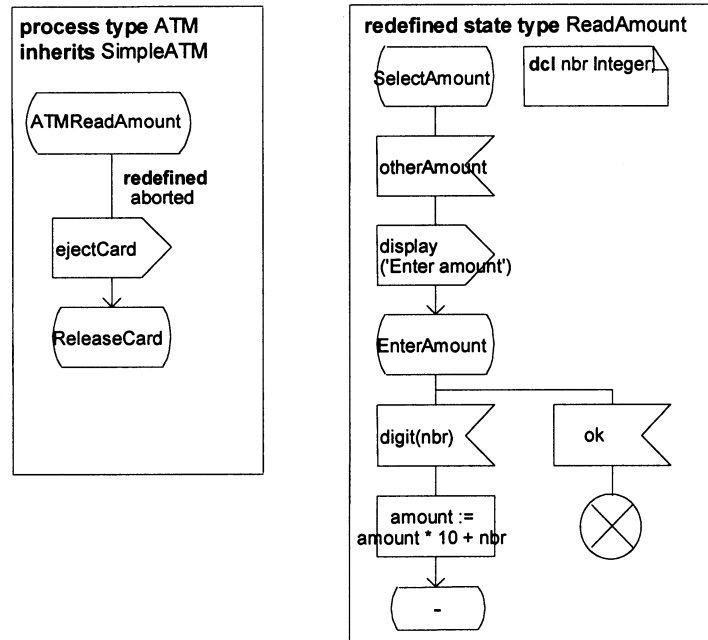 process type ATM
inherits SimpleATM
ATMReadAmount
redefined
aborted
ejectCard
ReleaseCard
redefined state type ReadAmount
SelectAmount
dcl nbr Integer;
otherAmount
display
('Enter amount')
EnterAmount
digit(nbr)
ok
amount :=
amount * 10 + nbr
-